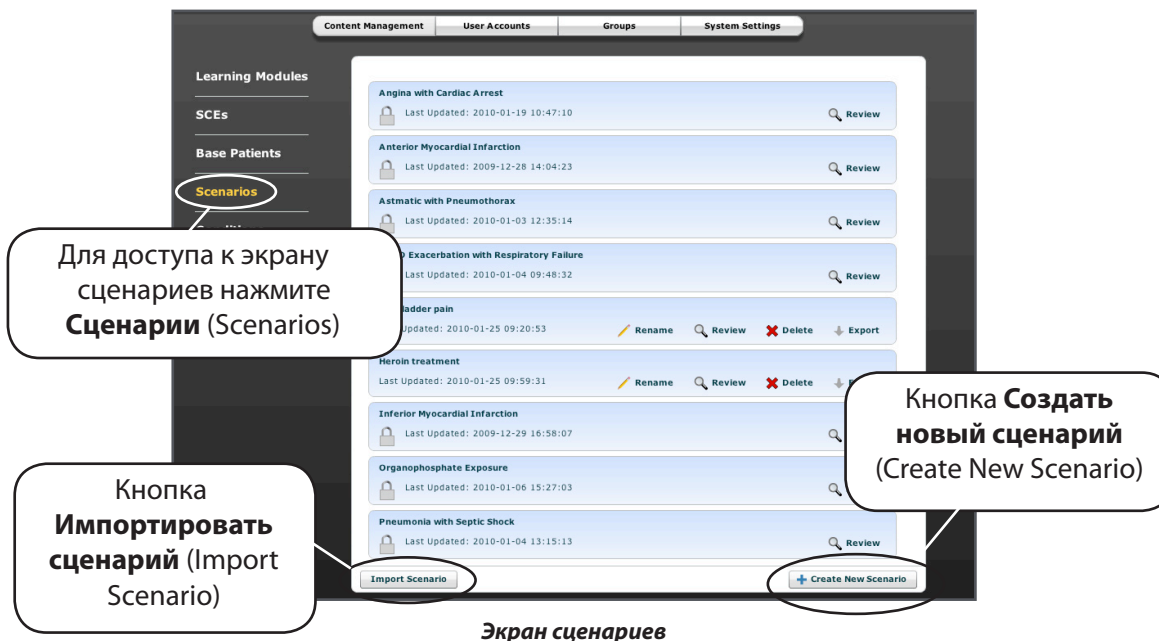 Content Management User Accounts Groups System Settings
Learning Modules
SCEs
Base Patients
Scenarios
Angina with Cardiac Arrest
Last Updated: 2010-01-19 10:47:10 Review
Anterior Myocardial Infarction
Last Updated: 2009-12-28 14:04:23 Review
Astmatic with Pneumothorax
Last Updated: 2010-01-03 12:35:14 Review
Exacerbation with Respiratory Failure
Last Updated: 2010-01-04 09:48:32 Review
pain
Updated: 2010-01-25 09:20:53 Rename Review Delete Export
Heroin treatment
Last Updated: 2010-01-25 09:59:31 Rename Review Delete
Inferior Myocardial Infarction
Last Updated: 2009-12-29 16:58:07
Organophosphate Exposure
Last Updated: 2010-01-06 15:27:03
Pneumonia with Septic Shock
Last Updated: 2010-01-04 13:15:13 Review
Import Scenario + Create New Scenario
Для доступа к экрану
сценариев нажмите
Сценарии (Scenarios)
Кнопка Создать
новый сценарий
(Create New Scenario)
Кнопка
Импортировать
сценарий (Import
Scenario)
Экран сценариев